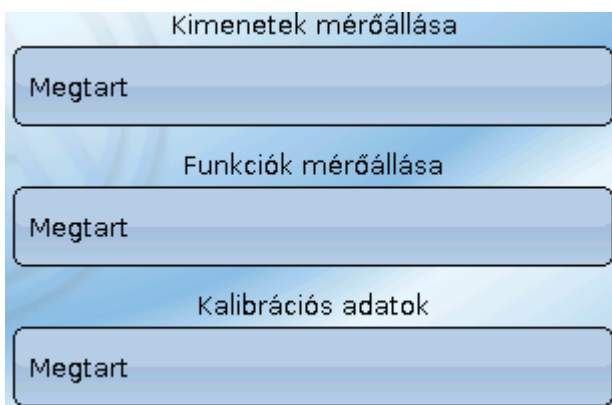 Kimenetek mérőállása
Megtart
Funkciók mérőállása
Megtart
Kalibrációs adatok
Megtart